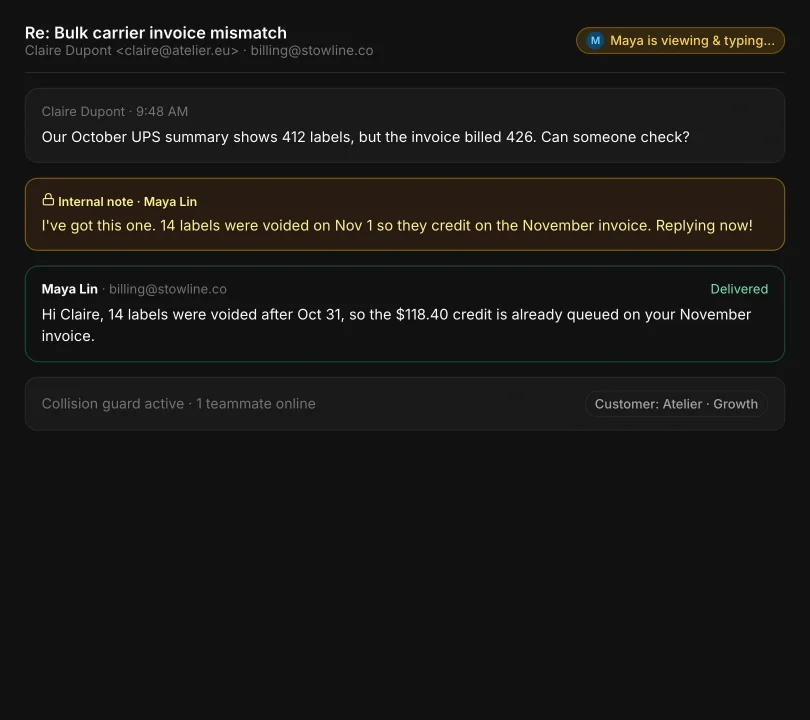 Re: Bulk carrier invoice mismatch
Claire Dupont <claire@atelier.eu> · billing@stowline.co
M Maya is viewing & typing...
Claire Dupont · 9:48 AM
Our October UPS summary shows 412 labels, but the invoice billed 426. Can someone check?
Internal note · Maya Lin
I've got this one. 14 labels were voided on Nov 1 so they credit on the November invoice. Replying now!
Maya Lin · billing@stowline.co
Delivered
Hi Claire, 14 labels were voided after Oct 31, so the $118.40 credit is already queued on your November
invoice.
Collision guard active · 1 teammate online
Customer: Atelier · Growth